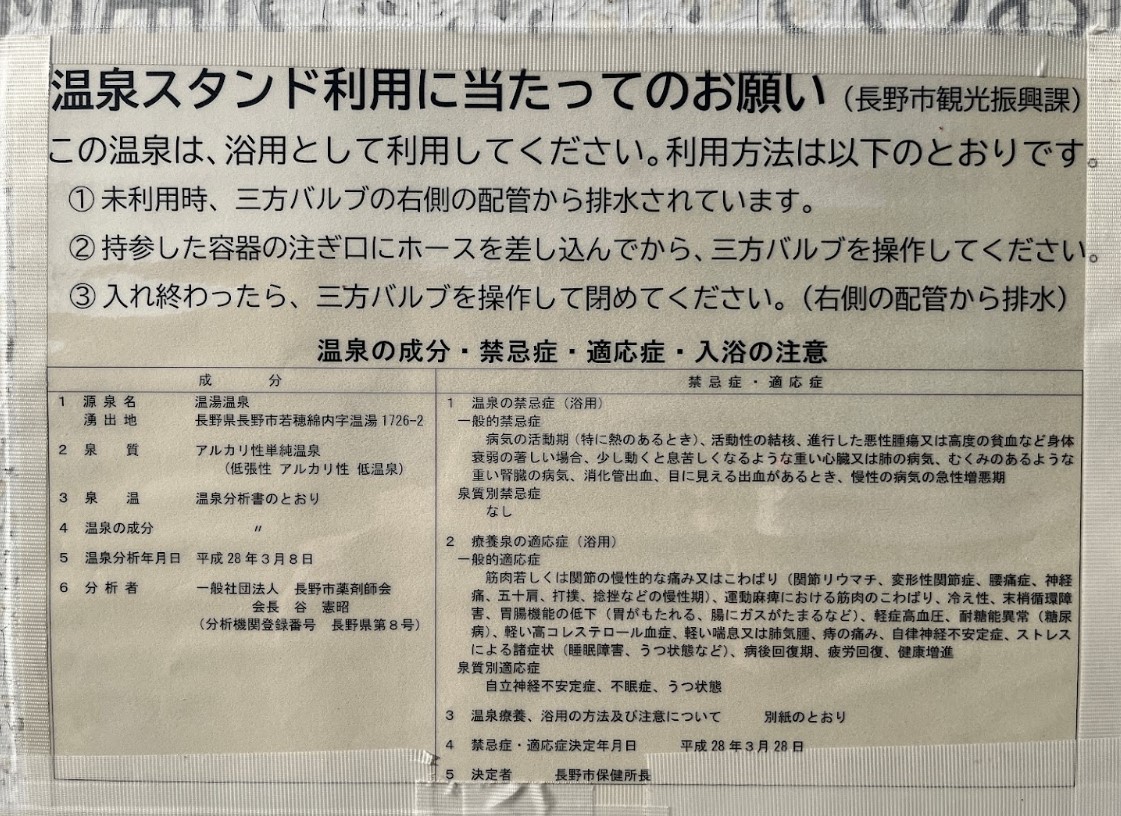 温泉スタンド利用に当たってのお願い（長野市観光振興課）
この温泉は、浴用として利用してください。利用方法は以下のとおりです。
① 未利用時、三方バルブの右側の配管から排水されています。
② 持参した容器の注ぎ口にホースを差し込んでから、三方バルブを操作してください。
③ 入れ終わったら、三方バルブを操作して閉めてください。（右側の配管から排水）
温泉の成分・禁忌症・適応症・入浴の注意
成　　　分
1　源 泉 名　　温湯温泉
湧 出 地　　長野県長野市若穂綿内字温湯 1726-2
2　泉　　質　　アルカリ性単純温泉
（低張性 アルカリ性 低温泉）
3　泉　　温　　温泉分析書のとおり
4　温泉の成分　　〃
5　温泉分析年月日　平成 28 年３月８日
6　分 析 者　　一般社団法人　長野市薬剤師会
会長　谷　憲昭
（分析機関登録番号　長野県第８号）
禁忌症・適応症
1　温泉の禁忌症（浴用）
一般的禁忌症
病気の活動期（特に熱のあるとき）、活動性の結核、進行した悪性腫瘍又は高度の貧血など身体
衰弱の著しい場合、少し動くと息苦しくなるような重い心臓又は肺の病気、むくみのあるような
重い腎臓の病気、消化管出血、目に見える出血があるとき、慢性の病気の急性増悪期
泉質別禁忌症
なし
2　療養泉の適応症（浴用）
一般的適応症
筋肉若しくは関節の慢性的な痛み又はこわばり（関節リウマチ、変形性関節症、腰痛症、神経
痛、五十肩、打撲、捻挫などの慢性期）、運動麻痺における筋肉のこわばり、冷え性、末梢循環障
害、胃腸機能の低下（胃がもたれる、腸にガスがたまるなど）、軽症高血圧、耐糖能異常（糖尿
病）、軽い高コレステロール血症、軽い喘息又は肺気腫、痔の痛み、自律神経不安定症、ストレス
による諸症状（睡眠障害、うつ状態など）、病後回復期、疲労回復、健康増進
泉質別適応症
自立神経不安定症、不眠症、うつ状態
3　温泉療養、浴用の方法及び注意について　　別紙のとおり
4　禁忌症・適応症決定年月日　　平成 28 年３月 28 日
5　決定者　　長野市保健所長